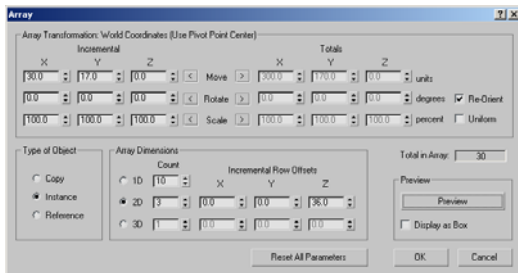 Array
Array Transformation: World Coordinates (Use Pivot Point Center)
Incremental Totals
X Y Z X Y Z
30.0 17.0 0.0 < Move > 300.0 170.0 0.0 units
0.0 0.0 0.0 < Rotate > 0.0 0.0 0.0 degrees Re-Orient
100.0 100.0 100.0 < Scale > 100.0 100.0 100.0 percent Uniform
Type of Object
Copy
Instance
Reference
Array Dimensions
Count Incremental Row Offsets
X Y Z
1D 10
2D 3 0.0 0.0 36.0
3D 1 0.0 0.0 0.0
Total in Array: 30
Preview
Preview
Display as Box
Reset All Parameters OK Cancel